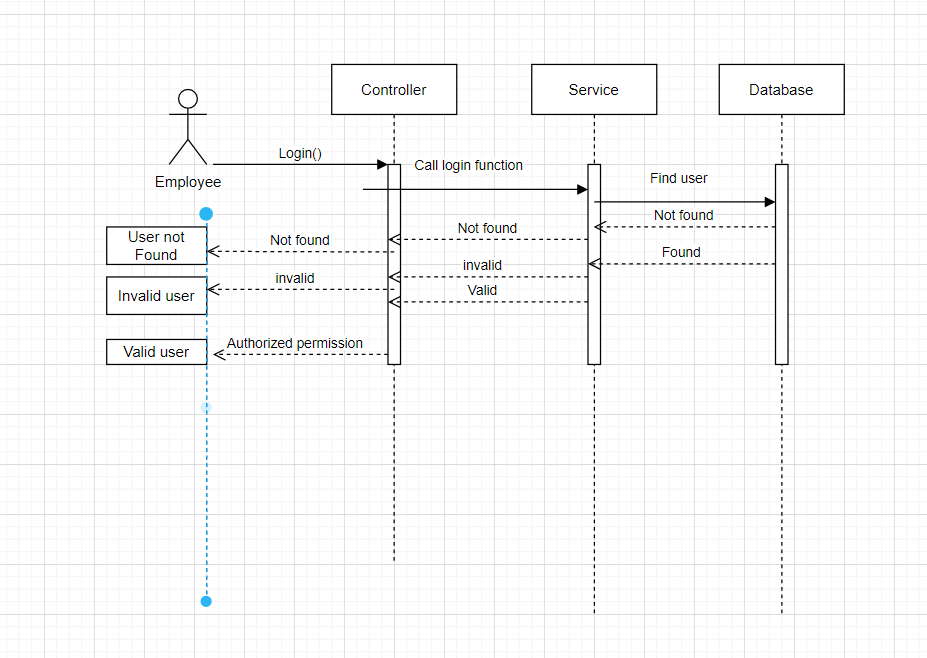 Controller
Service
Database
Login()
Call login function
Employee
Find user
Not found
Not found
Not found
User not
Found
Found
invalid
invalid
Invalid user
Valid
Authorized permission
Valid user